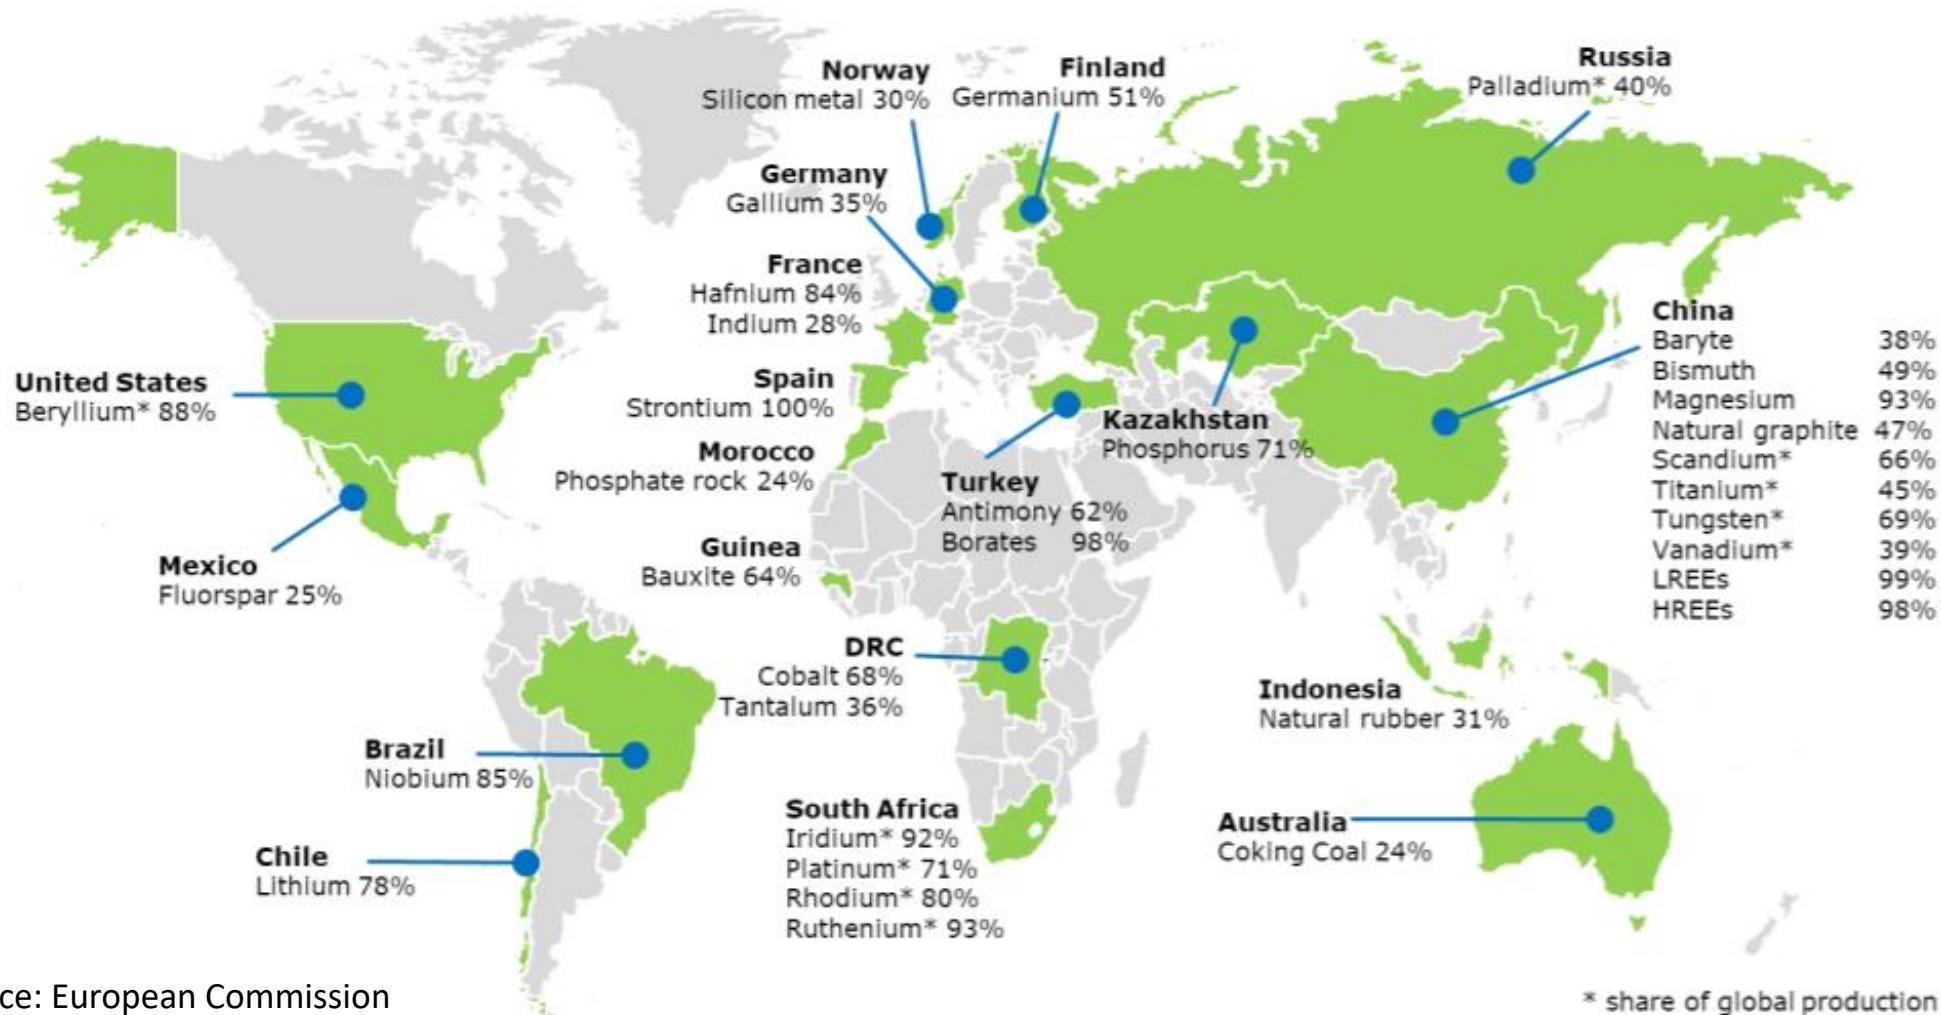 Norway
Silicon metal 30%
Finland
Germanium 51%
Russia
Palladium* 40%
Germany
Gallium 35%
France
Hafnium 84%
Indium 28%
China
Baryte 38%
Bismuth 49%
Magnesium 93%
Natural graphite 47%
Scandium* 66%
Titanium* 45%
Tungsten* 69%
Vanadium* 39%
LREEs 99%
HREEs 98%
United States
Beryllium* 88%
Spain
Strontium 100%
Kazakhstan
Phosphorus 71%
Morocco
Phosphate rock 24%
Turkey
Antimony 62%
Borates 98%
Mexico
Fluorspar 25%
Guinea
Bauxite 64%
DRC
Cobalt 68%
Tantalum 36%
Indonesia
Natural rubber 31%
Brazil
Niobium 85%
South Africa
Iridium* 92%
Platinum* 71%
Rhodium* 80%
Ruthenium* 93%
Australia
Coking Coal 24%
Chile
Lithium 78%
ce: European Commission
* share of global production